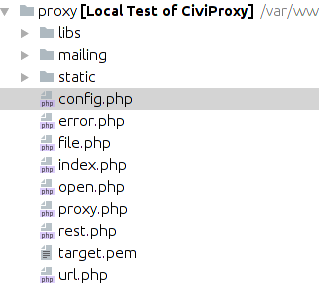 proxy [Local Test of CiviProxy] /var/ww
libs
mailing
static
config.php
error.php
file.php
index.php
open.php
proxy.php
rest.php
target.pem
url.php